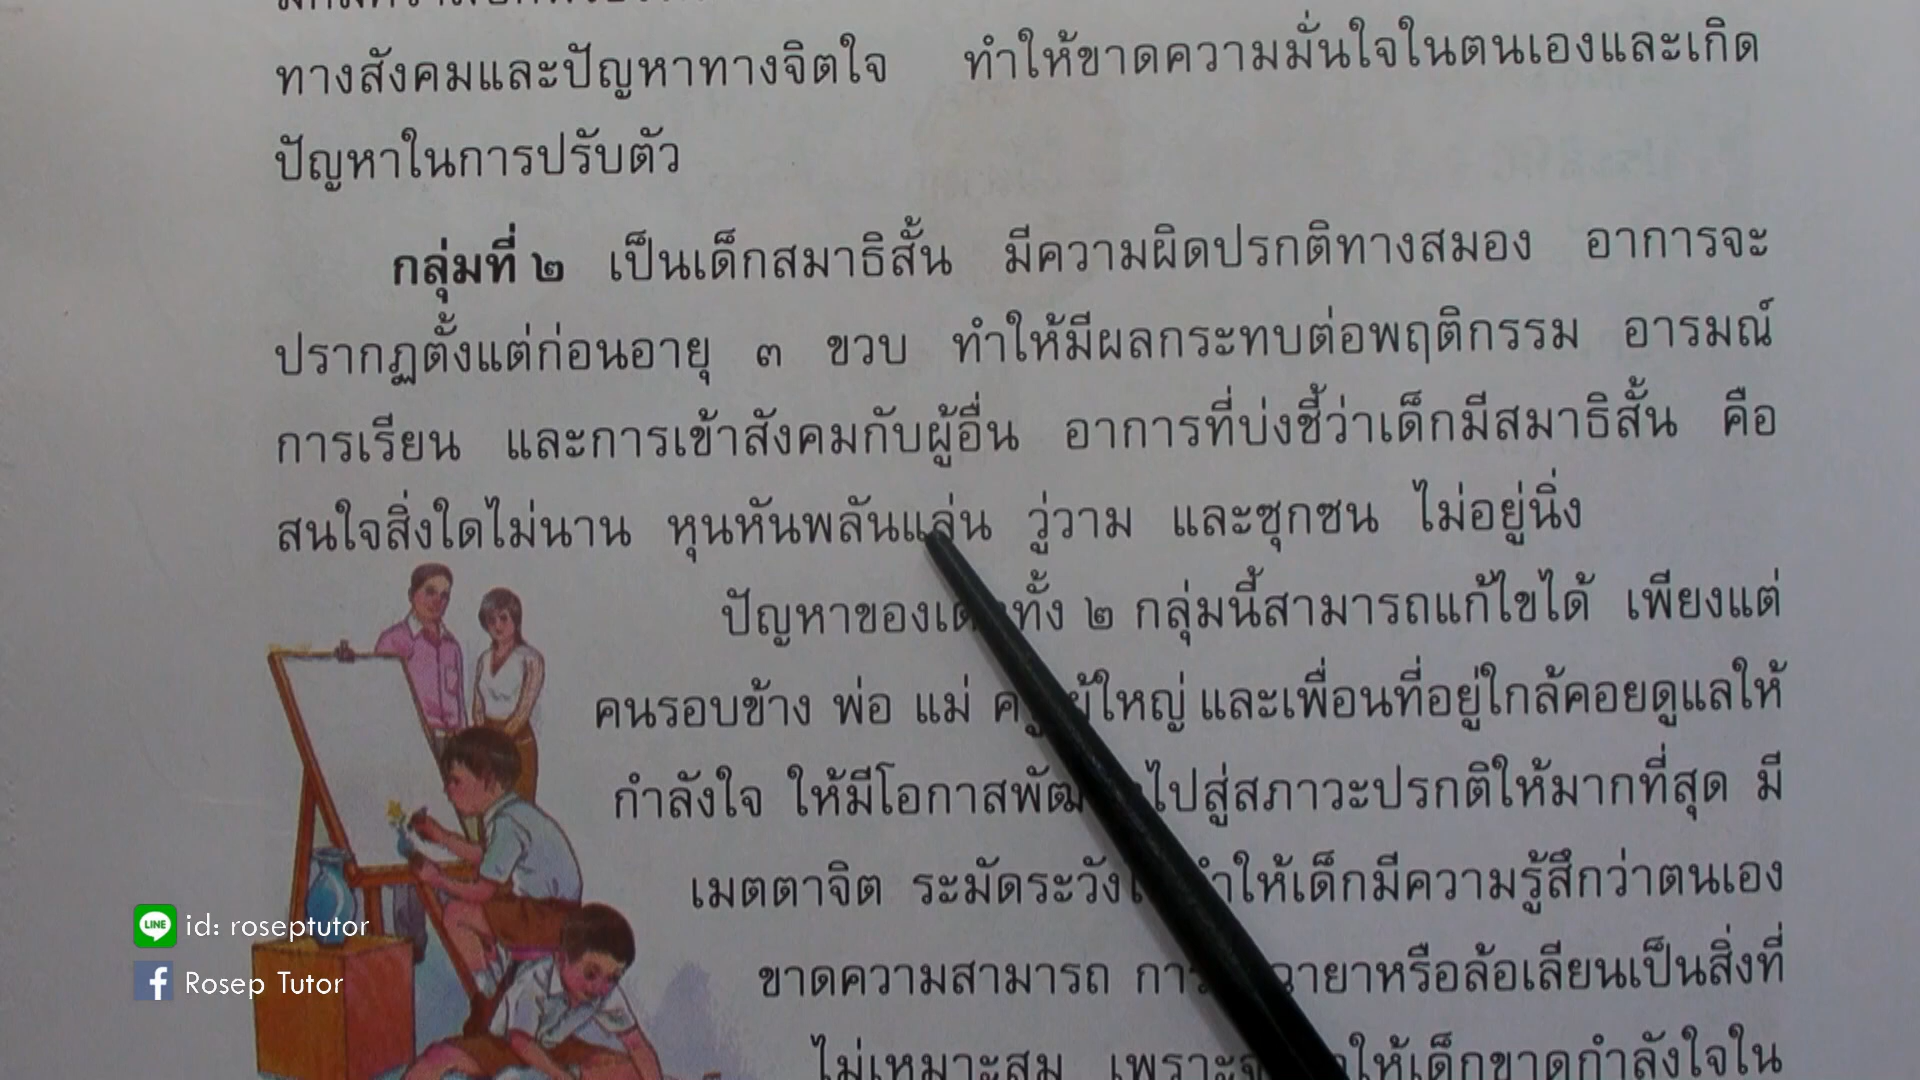 ทางสังคมและปัญหาทางจิตใจ ทำให้ขาดความมั่นใจในตนเองและเกิด
ปัญหาในการปรับตัว
กลุ่มที่ ๒ เป็นเด็กสมาธิสั้น มีความผิดปรกติทางสมอง อาการจะ
ปรากฏตั้งแต่ก่อนอายุ ๓ ขวบ ทำให้มีผลกระทบต่อพฤติกรรม อารมณ์
การเรียน และการเข้าสังคมกับผู้อื่น อาการที่บ่งชี้ว่าเด็กมีสมาธิสั้น คือ
สนใจสิ่งใดไม่นาน หุนหันพลันแล่น วู่วาม และซุกซน ไม่อยู่นิ่ง
ปัญหาของ ทั้ง ๒ กลุ่มนี้สามารถแก้ไขได้ เพียงแต่
คนรอบข้าง พ่อ แม่ ผู้ใหญ่ และเพื่อนที่อยู่ใกล้คอยดูแลให้
กำลังใจ ให้มีโอกาส ไปสู่สภาวะปรกติให้มากที่สุด มี
เมตตาจิต ระมัดระวัง ให้เด็กมีความรู้สึกว่าตนเอง
ขาดความสามารถ หรือล้อเลียนเป็นสิ่งที่
ไม่เหมาะสม เพราะ ให้เด็กขาดกำลังใจใน
LINE id: roseptutor
f Rosep Tutor